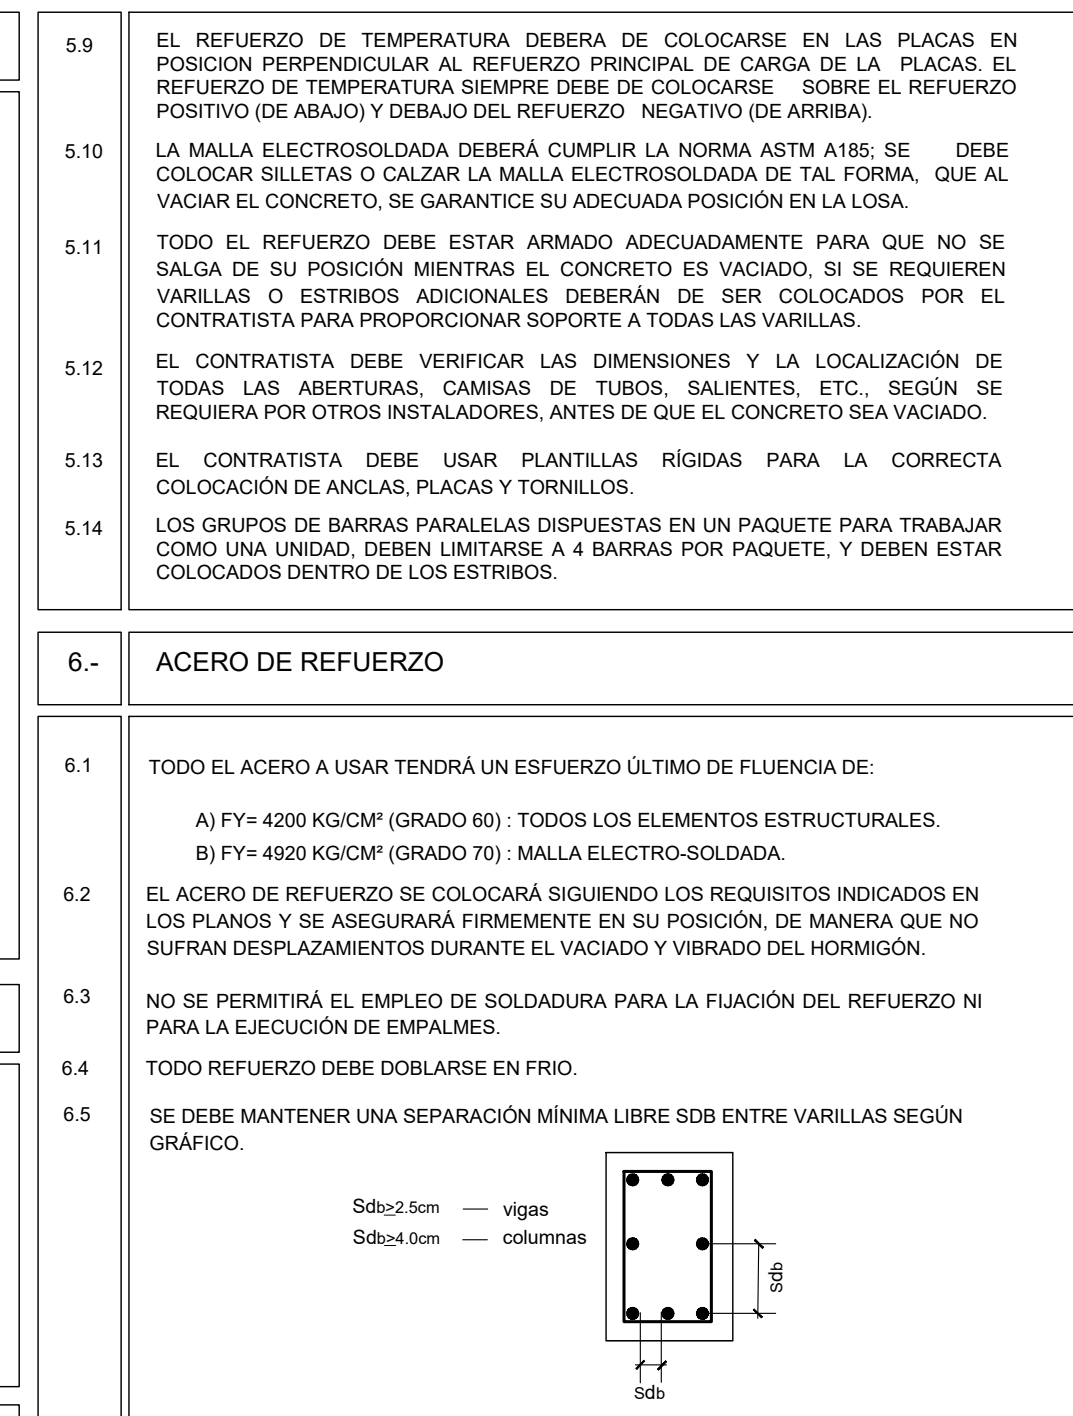 5.9 EL REFUERZO DE TEMPERATURA DEBERA DE COLOCARSE EN LAS PLACAS EN
POSICION PERPENDICULAR AL REFUERZO PRINCIPAL DE CARGA DE LA PLACAS. EL
REFUERZO DE TEMPERATURA SIEMPRE DEBE DE COLOCARSE SOBRE EL REFUERZO
POSITIVO (DE ABAJO) Y DEBAJO DEL REFUERZO NEGATIVO (DE ARRIBA).
5.10 LA MALLA ELECTROSOLDADA DEBERÁ CUMPLIR LA NORMA ASTM A185; SE DEBE
COLOCAR SILLETAS O CALZAR LA MALLA ELECTROSOLDADA DE TAL FORMA, QUE AL
VACIAR EL CONCRETO, SE GARANTICE SU ADECUADA POSICIÓN EN LA LOSA.
5.11 TODO EL REFUERZO DEBE ESTAR ARMADO ADECUADAMENTE PARA QUE NO SE
SALGA DE SU POSICIÓN MIENTRAS EL CONCRETO ES VACIADO, SI SE REQUIEREN
VARILLAS O ESTRIBOS ADICIONALES DEBERÁN DE SER COLOCADOS POR EL
CONTRATISTA PARA PROPORCIONAR SOPORTE A TODAS LAS VARILLAS.
5.12 EL CONTRATISTA DEBE VERIFICAR LAS DIMENSIONES Y LA LOCALIZACIÓN DE
TODAS LAS ABERTURAS, CAMISAS DE TUBOS, SALIENTES, ETC., SEGÚN SE
REQUIERA POR OTROS INSTALADORES, ANTES DE QUE EL CONCRETO SEA VACIADO.
5.13 EL CONTRATISTA DEBE USAR PLANTILLAS RÍGIDAS PARA LA CORRECTA
COLOCACIÓN DE ANCLAS, PLACAS Y TORNILLOS.
5.14 LOS GRUPOS DE BARRAS PARALELAS DISPUESTAS EN UN PAQUETE PARA TRABAJAR
COMO UNA UNIDAD, DEBEN LIMITARSE A 4 BARRAS POR PAQUETE, Y DEBEN ESTAR
COLOCADOS DENTRO DE LOS ESTRIBOS.
6.- ACERO DE REFUERZO
6.1 TODO EL ACERO A USAR TENDRÁ UN ESFUERZO ÚLTIMO DE FLUENCIA DE:
A) FY= 4200 KG/CM² (GRADO 60) : TODOS LOS ELEMENTOS ESTRUCTURALES.
B) FY= 4920 KG/CM² (GRADO 70) : MALLA ELECTRO-SOLDADA.
6.2 EL ACERO DE REFUERZO SE COLOCARÁ SIGUIENDO LOS REQUISITOS INDICADOS EN
LOS PLANOS Y SE ASEGURARÁ FIRMEMENTE EN SU POSICIÓN, DE MANERA QUE NO
SUFRAN DESPLAZAMIENTOS DURANTE EL VACIADO Y VIBRADO DEL HORMIGÓN.
6.3 NO SE PERMITIRÁ EL EMPLEO DE SOLDADURA PARA LA FIJACIÓN DEL REFUERZO NI
PARA LA EJECUCIÓN DE EMPALMES.
6.4 TODO REFUERZO DEBE DOBLARSE EN FRIO.
6.5 SE DEBE MANTENER UNA SEPARACIÓN MÍNIMA LIBRE SDB ENTRE VARILLAS SEGÚN
GRÁFICO.
Sdb≥2.5cm — vigas
Sdb≥4.0cm — columnas
Sdb
Sdb